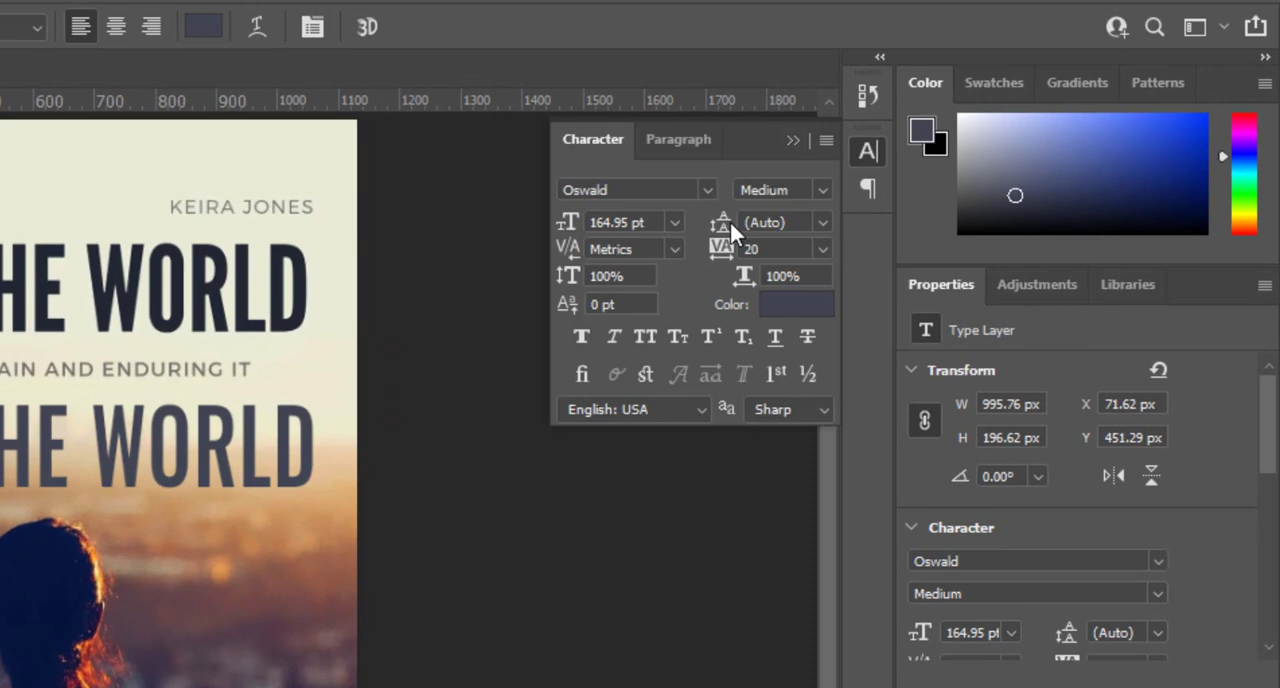 3D
600 700 800 900 1000 1100 1200 1300 1400 1500 1600 1700 1800
Color Swatches Gradients Patterns
Character Paragraph
Oswald Medium
164.95 pt (Auto)
Metrics 20
100% 100%
0 pt Color:
English: USA Sharp
KEIRA JONES
HE WORLD
AIN AND ENDURING IT
HE WORLD
Properties Adjustments Libraries
Type Layer
Transform
W 995.76 px X 71.62 px
H 196.62 px Y 451.29 px
0.00º
Character
Oswald
Medium
164.95 pt (Auto)